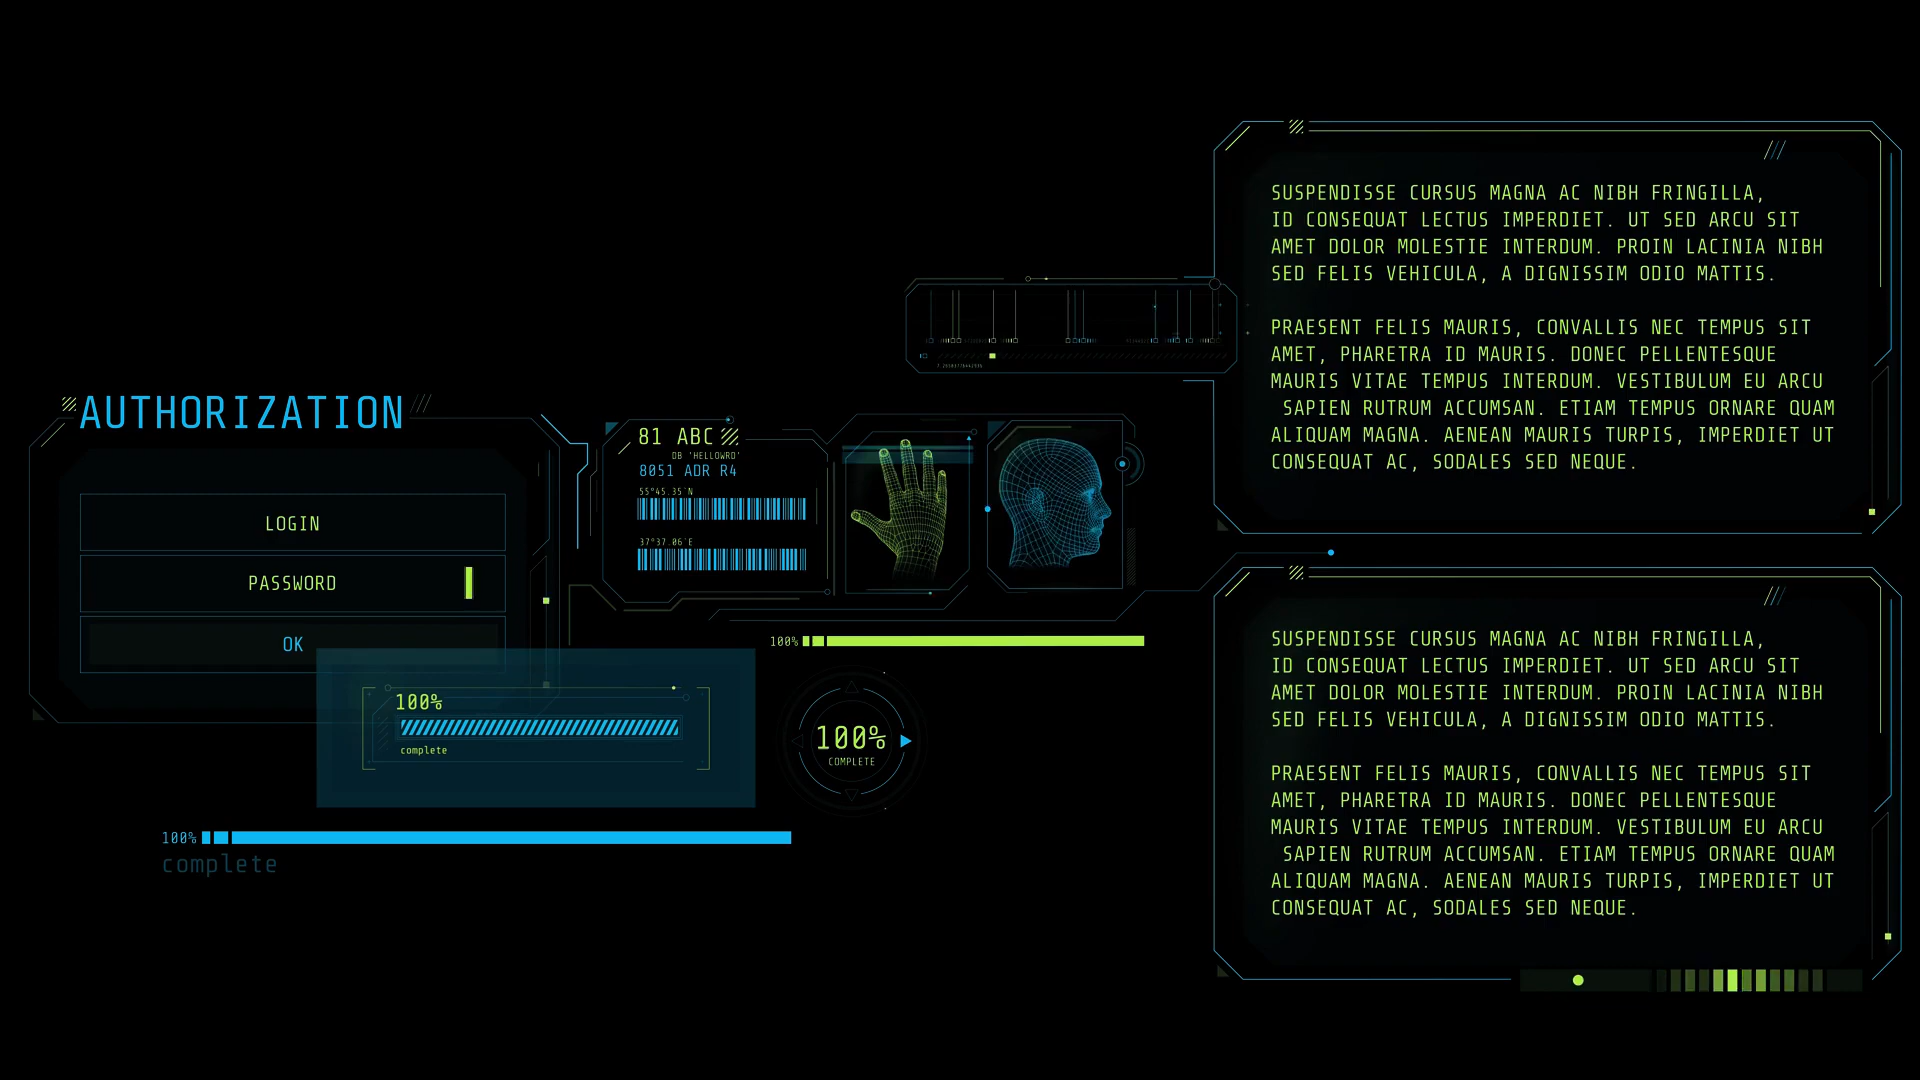 AUTHORIZATION
LOGIN
PASSWORD
OK
81 ABC
DB 'HELLOWRD'
8051 ADR R4
55°45.35'N
37°37.06'E
100%
100%
complete
100%
COMPLETE
100%
complete
SUSPENDISSE CURSUS MAGNA AC NIBH FRINGILLA,
ID CONSEQUAT LECTUS IMPERDIET. UT SED ARCU SIT
AMET DOLOR MOLESTIE INTERDUM. PROIN LACINIA NIBH
SED FELIS VEHICULA, A DIGNISSIM ODIO MATTIS.
PRAESENT FELIS MAURIS, CONVALLIS NEC TEMPUS SIT
AMET, PHARETRA ID MAURIS. DONEC PELLENTESQUE
MAURIS VITAE TEMPUS INTERDUM. VESTIBULUM EU ARCU
SAPIEN RUTRUM ACCUMSAN. ETIAM TEMPUS ORNARE QUAM
ALIQUAM MAGNA. AENEAN MAURIS TURPIS, IMPERDIET UT
CONSEQUAT AC, SODALES SED NEQUE.
SUSPENDISSE CURSUS MAGNA AC NIBH FRINGILLA,
ID CONSEQUAT LECTUS IMPERDIET. UT SED ARCU SIT
AMET DOLOR MOLESTIE INTERDUM. PROIN LACINIA NIBH
SED FELIS VEHICULA, A DIGNISSIM ODIO MATTIS.
PRAESENT FELIS MAURIS, CONVALLIS NEC TEMPUS SIT
AMET, PHARETRA ID MAURIS. DONEC PELLENTESQUE
MAURIS VITAE TEMPUS INTERDUM. VESTIBULUM EU ARCU
SAPIEN RUTRUM ACCUMSAN. ETIAM TEMPUS ORNARE QUAM
ALIQUAM MAGNA. AENEAN MAURIS TURPIS, IMPERDIET UT
CONSEQUAT AC, SODALES SED NEQUE.